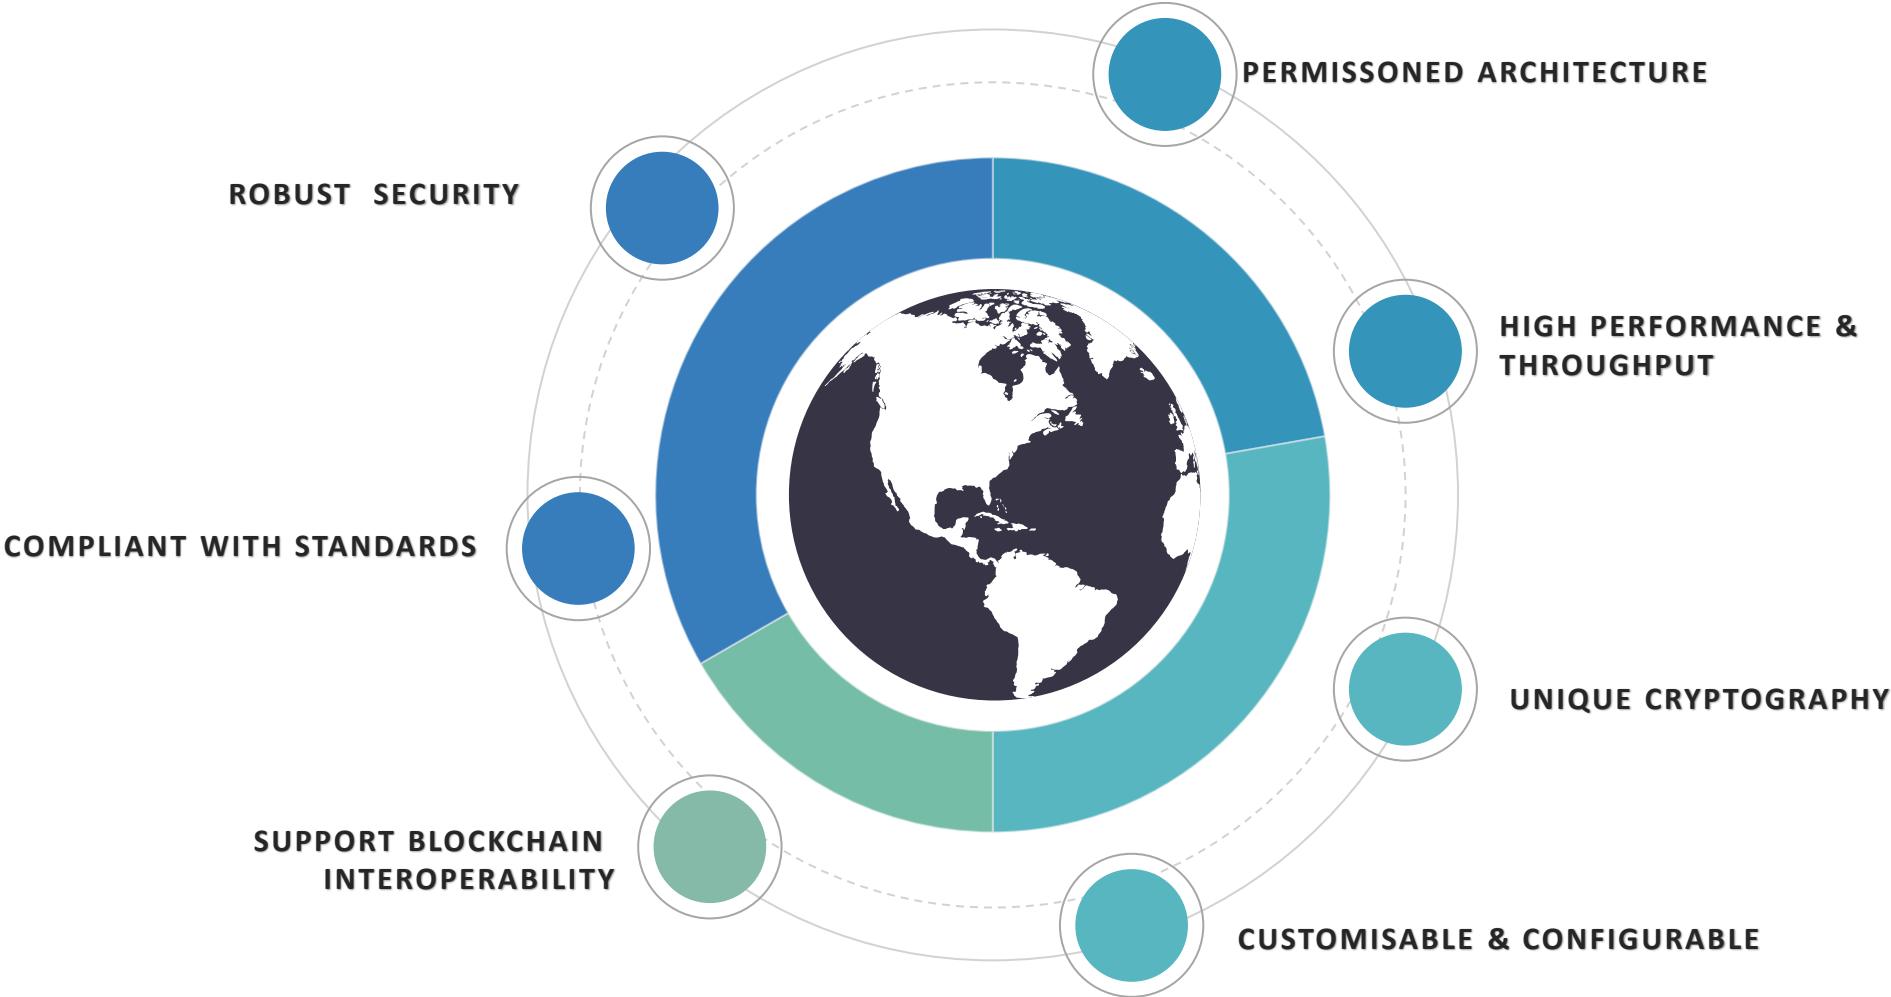 PERMISSONED ARCHITECTURE
ROBUST SECURITY
HIGH PERFORMANCE &
THROUGHPUT
COMPLIANT WITH STANDARDS
UNIQUE CRYPTOGRAPHY
SUPPORT BLOCKCHAIN
INTEROPERABILITY
CUSTOMISABLE & CONFIGURABLE